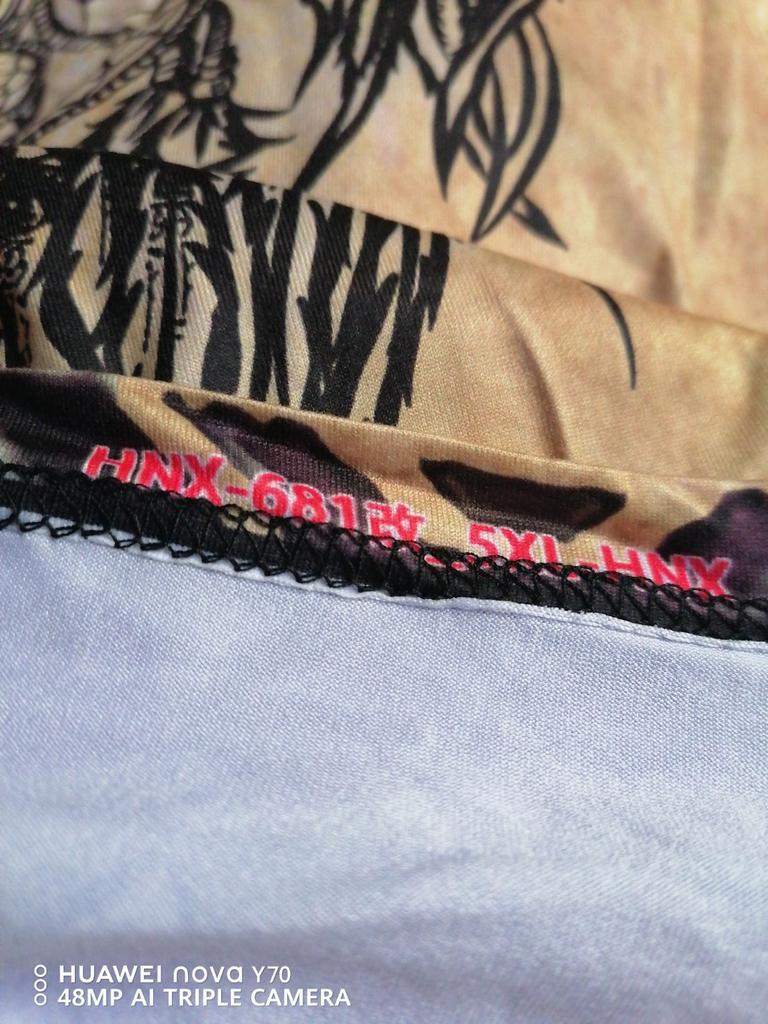 HNX-681改 5XL-HNX
HUAWEI nova Y70
48MP AI TRIPLE CAMERA